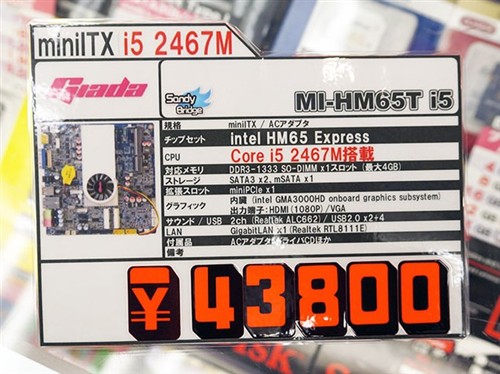 miniITX i5 2467M
Giada
Sandy Bridge
MI-HM65T i5
規格 miniITX / ACアダプタ
チップセット intel HM65 Express
CPU Core i5 2467M搭載
対応メモリ DDR3-1333 SO-DIMM x1スロット (最大4GB)
ストレージ SATA3 x2, mSATA x1
拡張スロット miniPCIe x1
グラフィック 内臓 (intel GMA3000HD onboard graphics subsystem)
出力端子:HDMI (1080P) /VGA
サウンド / USB 2ch (Realtek ALC662) / USB2.0 x2+4
LAN GigabitLAN x1 (Realtek RTL8111E)
付属品 ACアダプタ ドライバCDほか
備考
¥43800